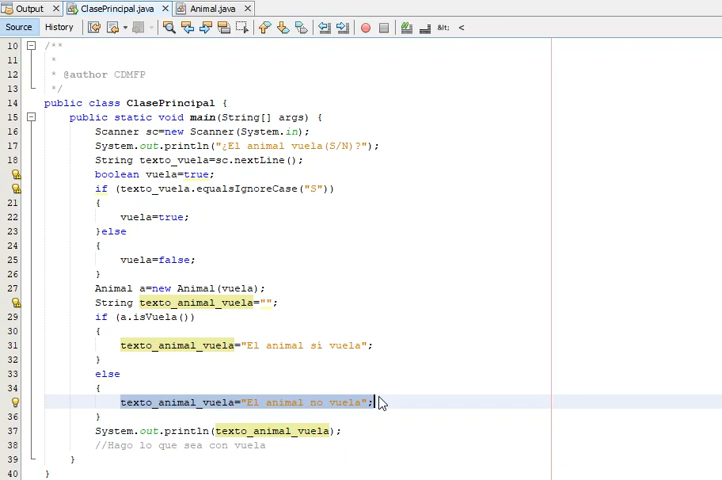 Output ClasePrincipal.java Animal.java
Source History &lt:
10 /**
11 *
12 * @author CDMFP
13 */
14 public class ClasePrincipal {
15 public static void main(String[] args) {
16 Scanner sc=new Scanner(System.in);
17 System.out.println("¿El animal vuela(S/N)?");
18 String texto_vuela=sc.nextLine();
boolean vuela=true;
if (texto_vuela.equalsIgnoreCase("S"))
21 {
22 vuela=true;
23 }else
24 {
25 vuela=false;
26 }
27 Animal a=new Animal(vuela);
String texto_animal_vuela="";
29 if (a.isVuela())
30 {
31 texto_animal_vuela="El animal si vuela";
32 }
33 else
34 {
texto_animal_vuela="El animal no vuela";
36 }
37 System.out.println(texto_animal_vuela);
38 //Hago lo que sea con vuela
39 }
40 }